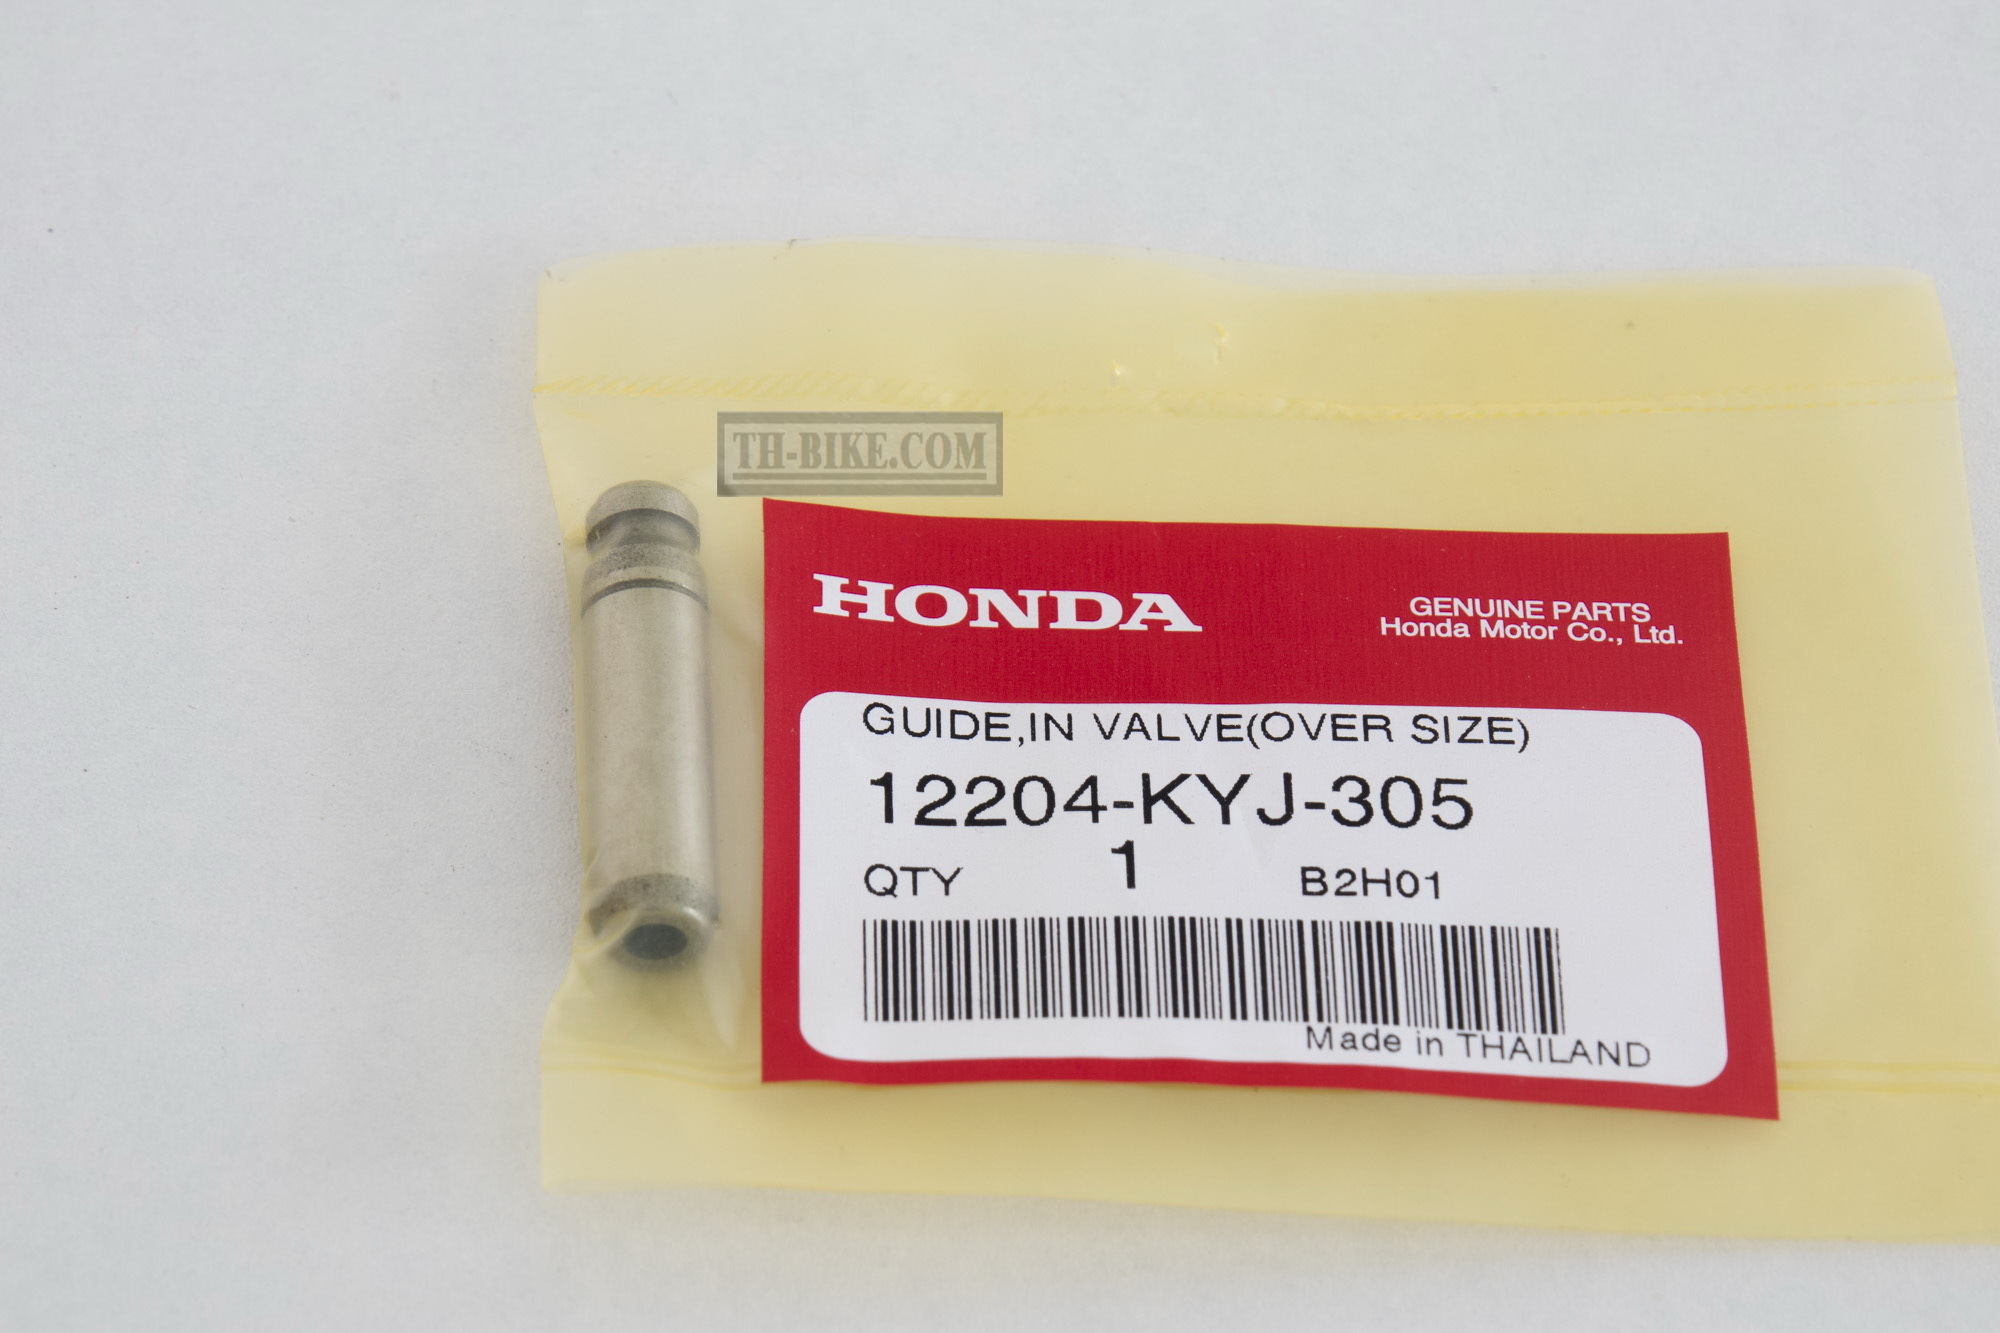 TH-BIKE.COM
HONDA
GENUINE PARTS
Honda Motor Co., Ltd.
GUIDE,IN VALVE(OVER SIZE)
12204-KYJ-305
QTY 1 B2H01
Made in THAILAND